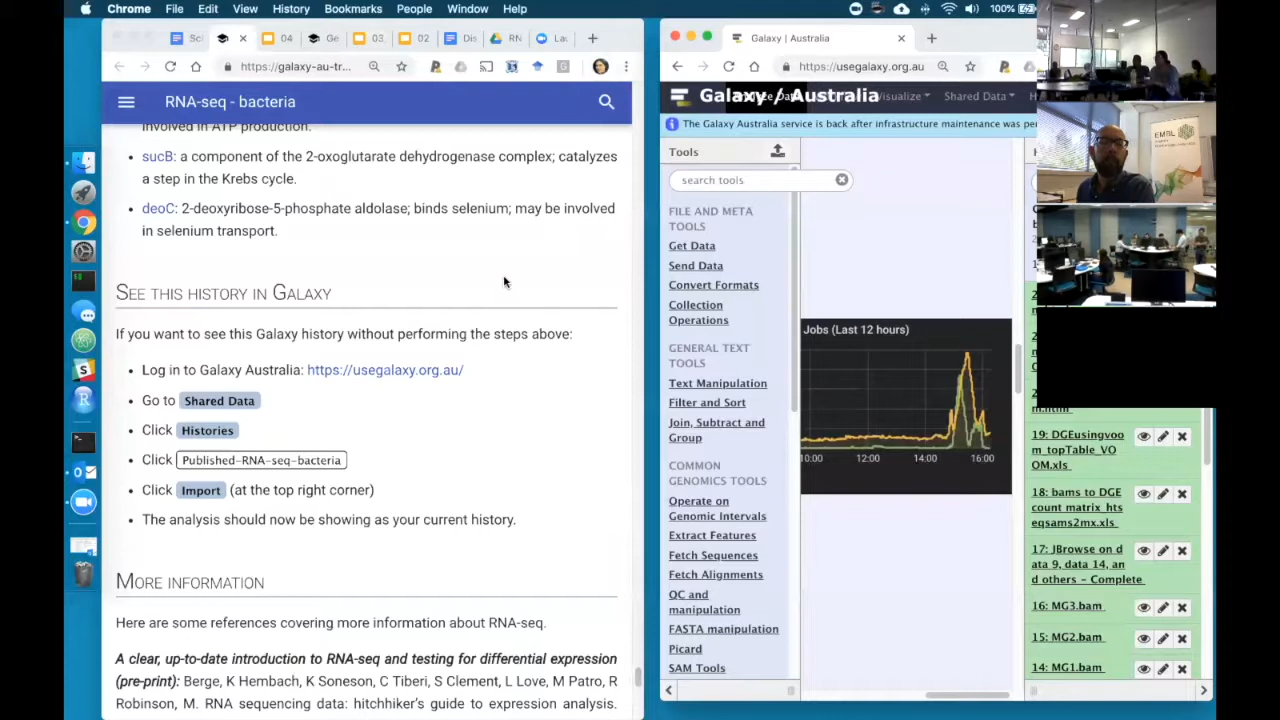 Chrome File Edit View History Bookmarks People Window Help 100%
Sci
04
Ge
03.
02
Dis
RN
Lau
Galaxy | Australia
https://galaxy-au-tr...
https://usegalaxy.org.au
RNA-seq - bacteria
Galaxy / Australia
Visualize
Shared Data
The Galaxy Australia service is back after infrastructure maintenance was per
involved in ATP production.
sucB: a component of the 2-oxoglutarate dehydrogenase complex; catalyzes
a step in the Krebs cycle.
deoC: 2-deoxyribose-5-phosphate aldolase; binds selenium; may be involved
in selenium transport.
See this history in Galaxy
If you want to see this Galaxy history without performing the steps above:
Log in to Galaxy Australia: https://usegalaxy.org.au/
Go to Shared Data
Click Histories
Click Published-RNA-seq-bacteria
Click Import (at the top right corner)
The analysis should now be showing as your current history.
More information
Here are some references covering more information about RNA-seq.
A clear, up-to-date introduction to RNA-seq and testing for differential expression
(pre-print): Berge, K Hembach, K Soneson, C Tiberi, S Clement, L Love, M Patro, R
Robinson, M. RNA sequencing data: hitchhiker's guide to expression analysis.
Tools
search tools
FILE AND META
TOOLS
Get Data
Send Data
Convert Formats
Collection
Operations
GENERAL TEXT
TOOLS
Text Manipulation
Filter and Sort
Join, Subtract and
Group
COMMON
GENOMICS TOOLS
Operate on
Genomic Intervals
Extract Features
Fetch Sequences
Fetch Alignments
QC and
manipulation
FASTA manipulation
Picard
SAM Tools
Jobs (Last 12 hours)
10:00 12:00 14:00 16:00
EMBL
m.html
19: DGEusingvoo
m_topTable_VO
OM.xls
18: bams to DGE
count matrix_hts
eqsams2mx.xls
17: JBrowse on d
ata 9, data 14, an
d others - Complete
16: MG3.bam
15: MG2.bam
14: MG1.bam